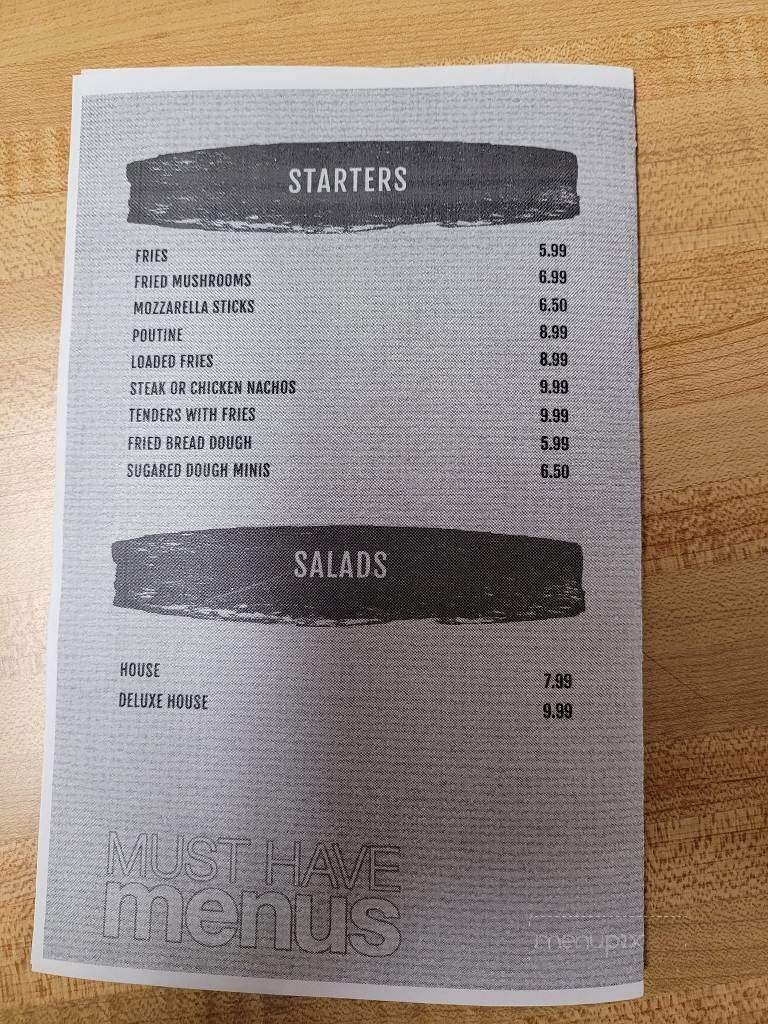 STARTERS
FRIES 5.99
FRIED MUSHROOMS 6.99
MOZZARELLA STICKS 6.50
POUTINE 8.99
LOADED FRIES 8.99
STEAK OR CHICKEN NACHOS 9.99
TENDERS WITH FRIES 9.99
FRIED BREAD DOUGH 5.99
SUGARED DOUGH MINIS 6.50
SALADS
HOUSE 7.99
DELUXE HOUSE 9.99
MUST HAVE
menus
menupix